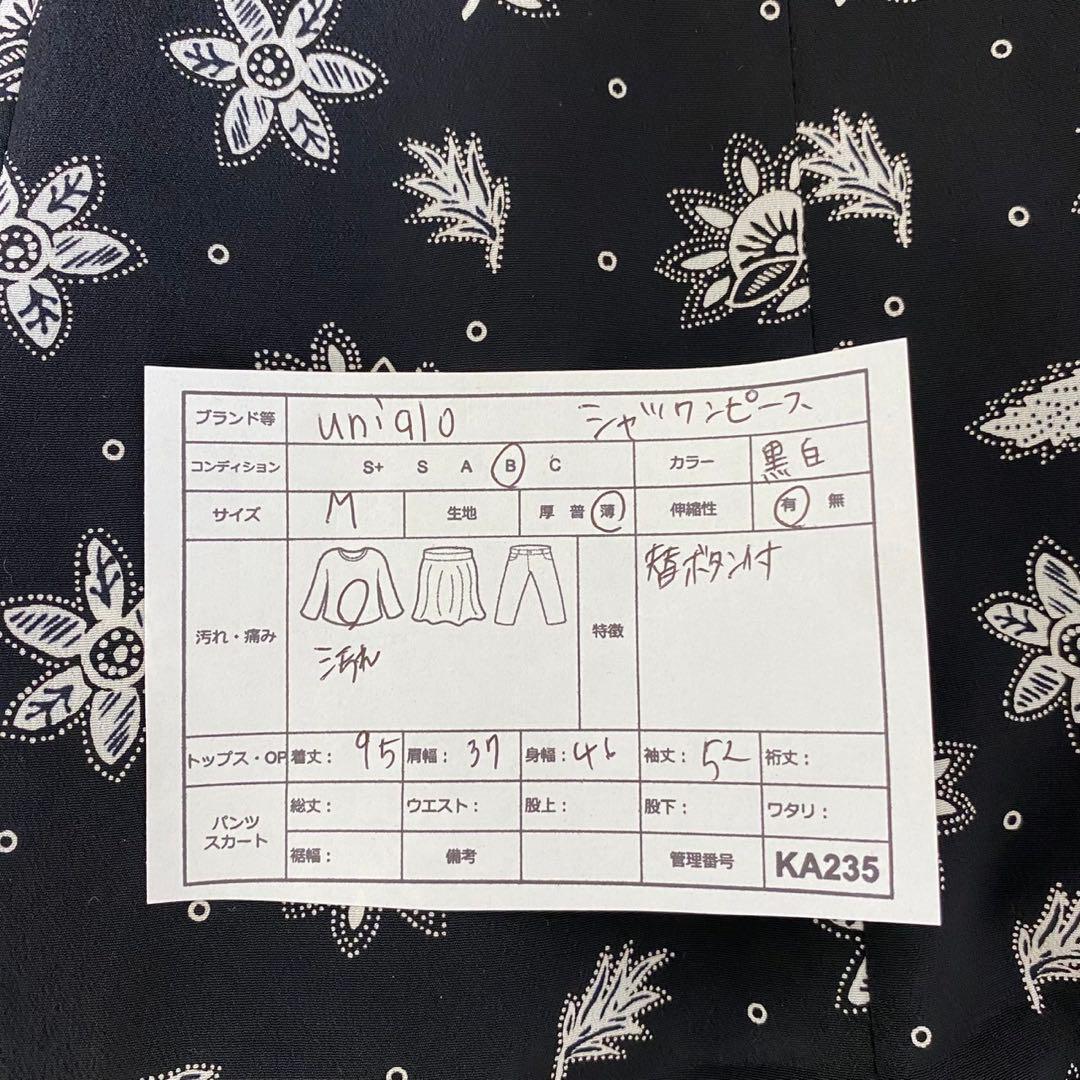 ブランド等 uniqlo シャツワンピース
コンディション S+ S A B C カラー 黒白
サイズ M 生地 厚 普 薄 伸縮性 有 無
汚れ・痛み 汚れ 特徴 替ボタン付
トップス・OP 着丈: 95 肩幅: 37 身幅: 46 袖丈: 52 裄丈:
パンツ スカート 総丈: ウエスト: 股上: 股下: ワタリ:
裾幅: 備考 管理番号 KA235